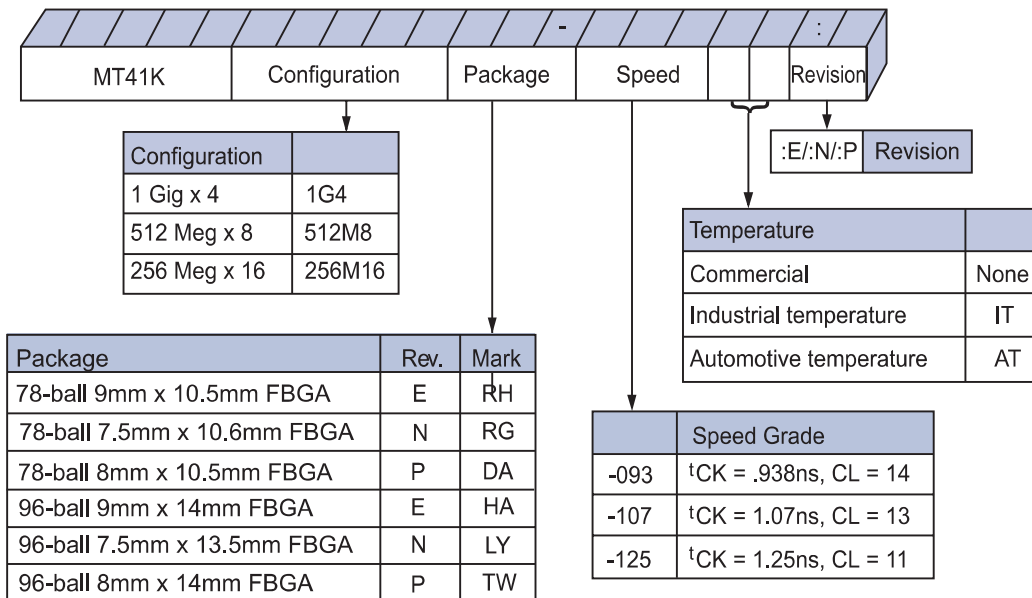 - :
MT41K Configuration Package Speed Revision
:E/:N/:P Revision
Configuration
1 Gig x 4 1G4
512 Meg x 8 512M8
256 Meg x 16 256M16
Temperature
Commercial None
Industrial temperature IT
Automotive temperature AT
Package Rev. Mark
78-ball 9mm x 10.5mm FBGA E RH
78-ball 7.5mm x 10.6mm FBGA N RG
78-ball 8mm x 10.5mm FBGA P DA
96-ball 9mm x 14mm FBGA E HA
96-ball 7.5mm x 13.5mm FBGA N LY
96-ball 8mm x 14mm FBGA P TW
Speed Grade
-093 tCK = .938ns, CL = 14
-107 tCK = 1.07ns, CL = 13
-125 tCK = 1.25ns, CL = 11